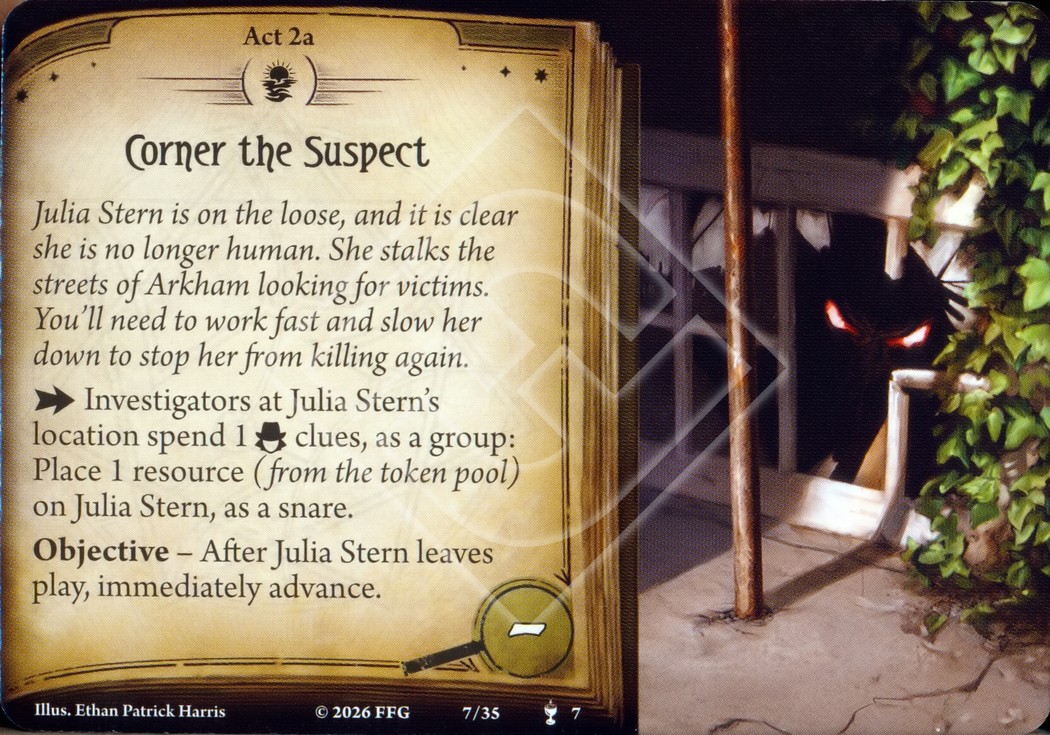 Act 2a
Corner the Suspect
Julia Stern is on the loose, and it is clear
she is no longer human. She stalks the
streets of Arkham looking for victims.
You'll need to work fast and slow her
down to stop her from killing again.
Investigators at Julia Stern's
location spend 1 clues, as a group:
Place 1 resource (from the token pool)
on Julia Stern, as a snare.
Objective – After Julia Stern leaves
play, immediately advance.
–
Illus. Ethan Patrick Harris © 2026 FFG 7/35 7